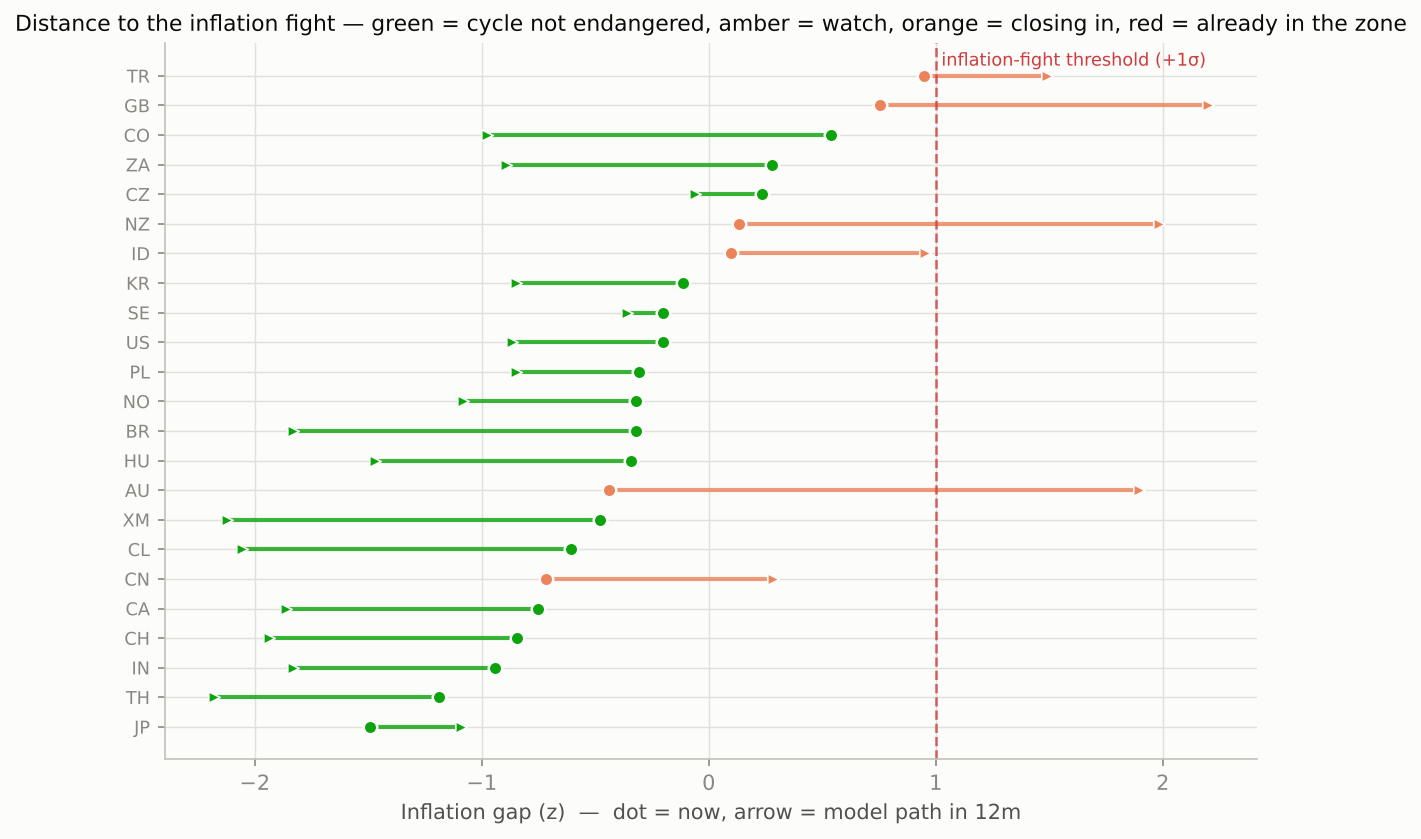 Distance to the inflation fight — green = cycle not endangered, amber = watch, orange = closing in, red = already in the zone
inflation-fight threshold (+1σ)
TR
GB
CO
ZA
CZ
NZ
ID
KR
SE
US
PL
NO
BR
HU
AU
XM
CL
CN
CA
CH
IN
TH
JP
−2 −1 0 1 2
Inflation gap (z) — dot = now, arrow = model path in 12m